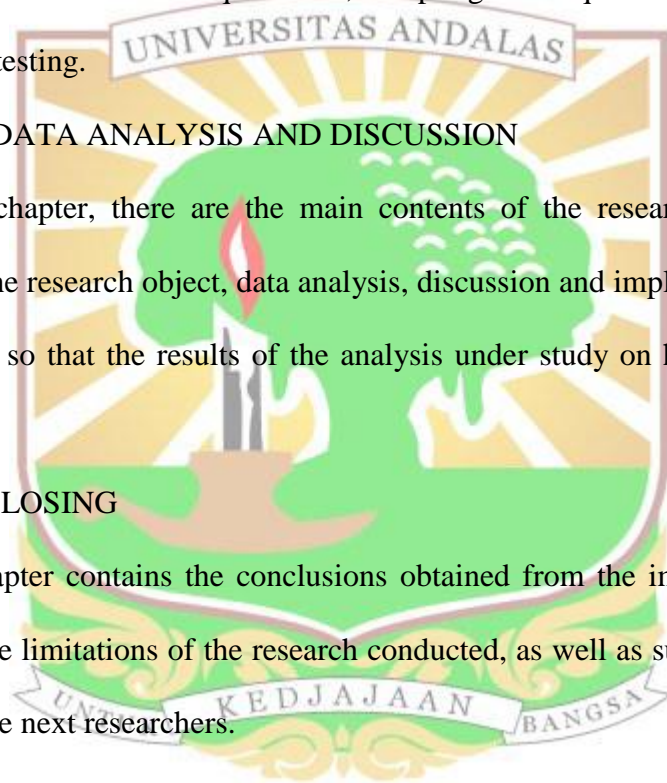 UNIVERSITAS ANDALAS
testing.
DATA ANALYSIS AND DISCUSSION
chapter, there are the main contents of the resear
ne research object, data analysis, discussion and impl
so that the results of the analysis under study on
LOSING
apter contains the conclusions obtained from the in
e limitations of the research conducted, as well as su
UNTUK KEDJAJAAN BANGSA
e next researchers.